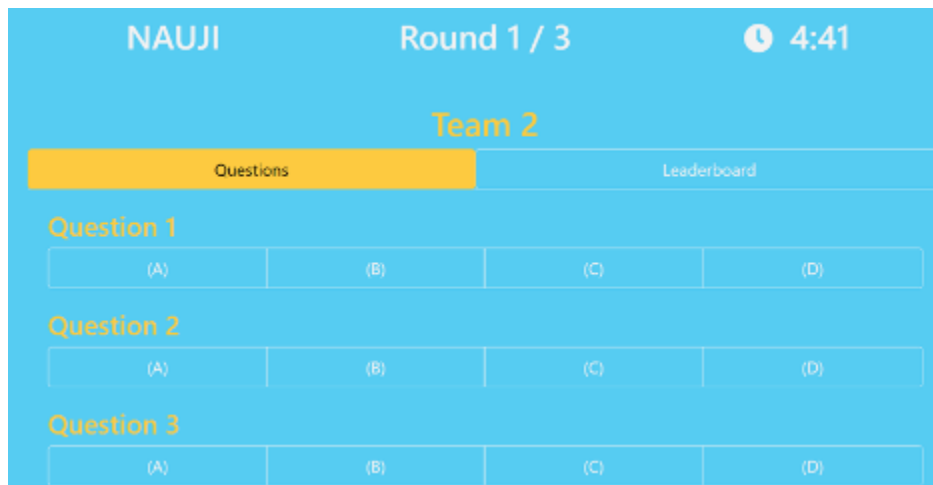 NAUJI Round 1 / 3 4:41
Team 2
Questions Leaderboard
Question 1
(A) (B) (C) (D)
Question 2
(A) (B) (C) (D)
Question 3
(A) (B) (C) (D)